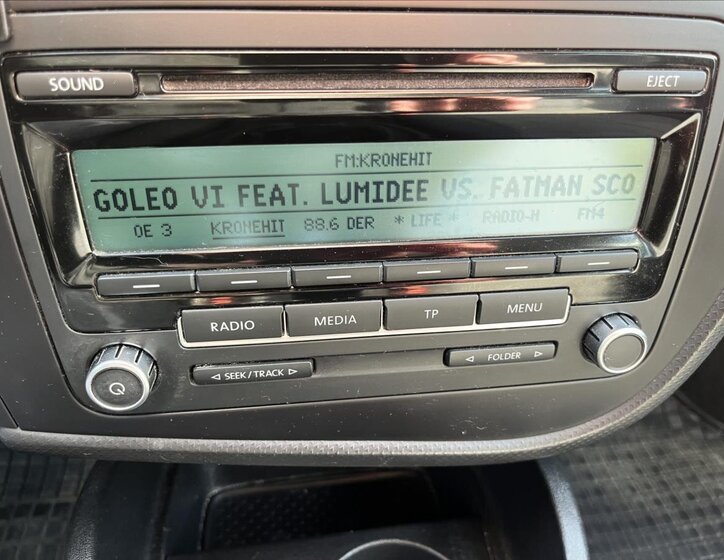 SOUND
EJECT
FM:KRONEHIT
GOLEO VI FEAT. LUMIDEE VS. FATMAN SCO
OE 3 KRONEHIT 88.6 DER * LIFE * RADIO-H FM4
RADIO MEDIA TP MENU
◁ SEEK/TRACK ▷
◁ FOLDER ▷